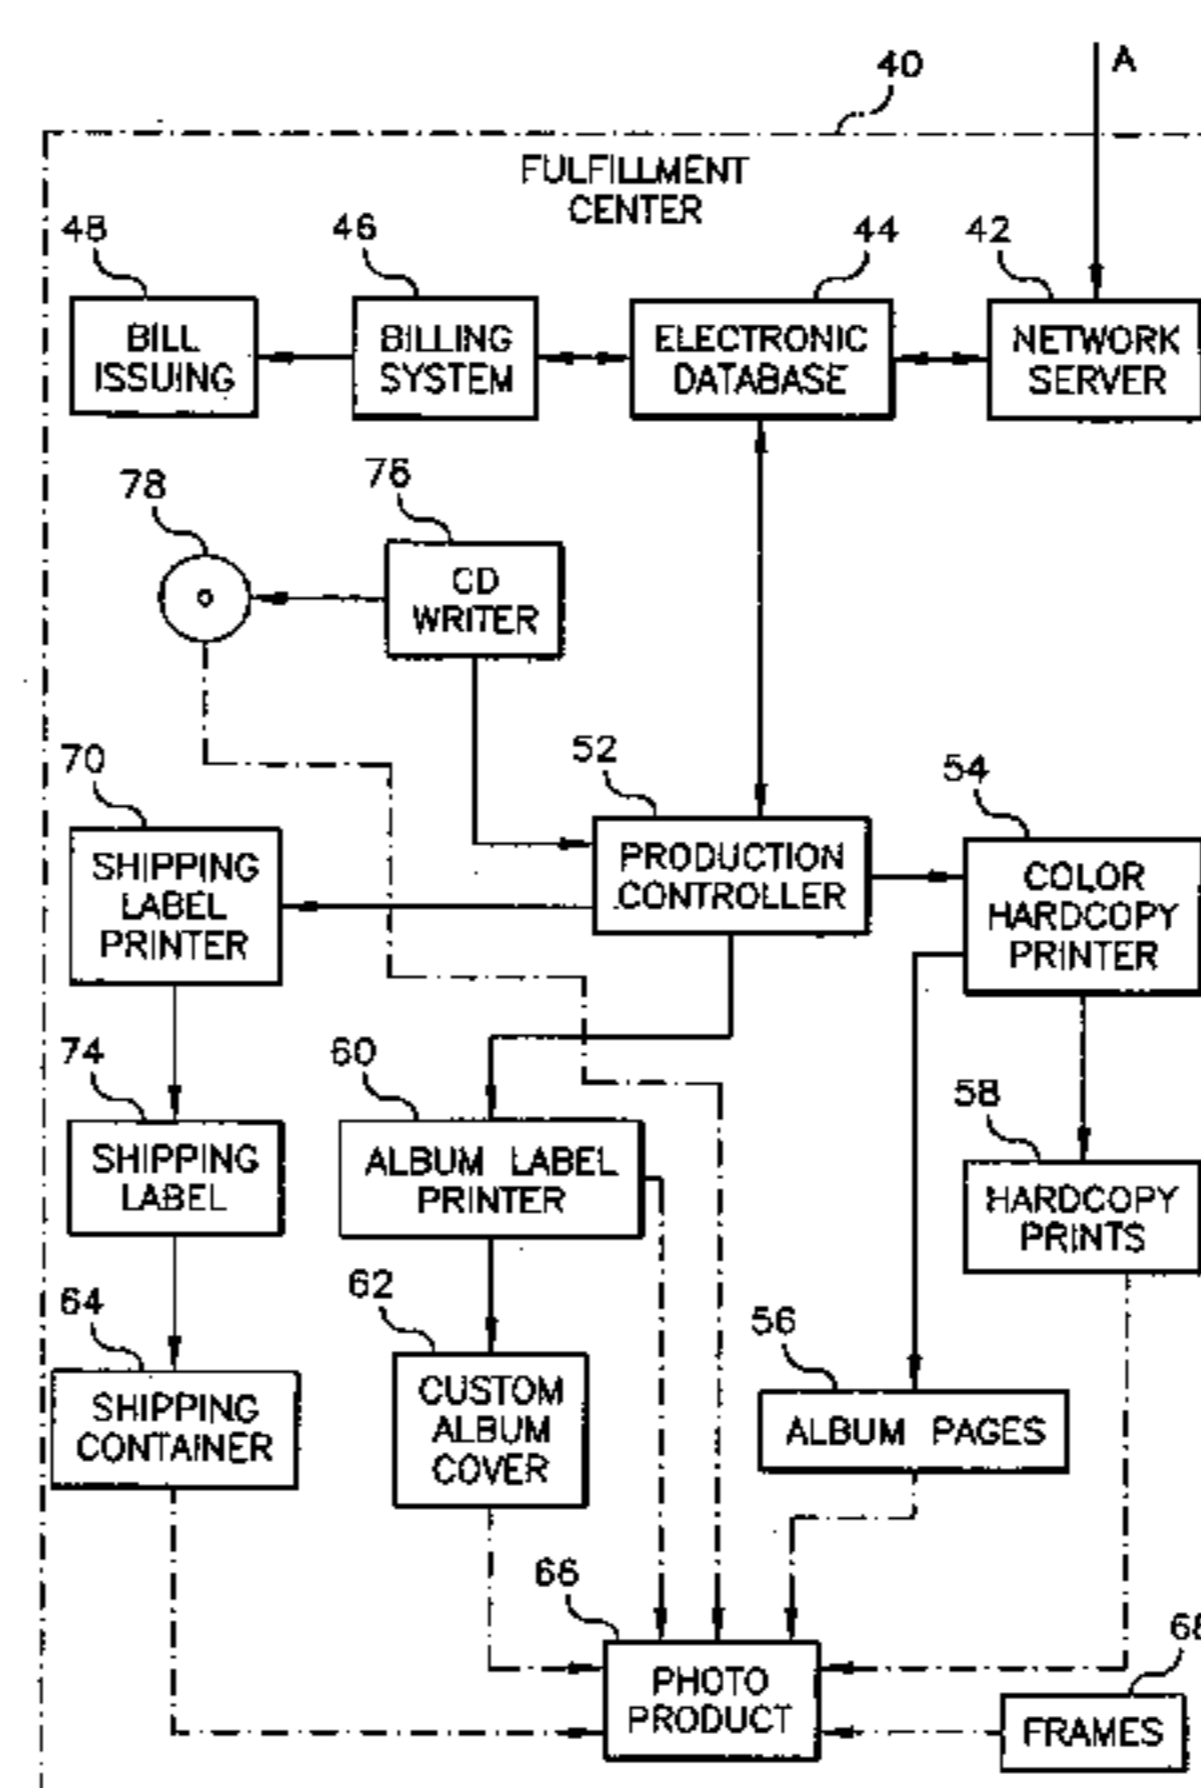 40
A
FULFILLMENT
CENTER
48
46
44
42
BILL
ISSUING
BILLING
SYSTEM
ELECTRONIC
DATABASE
NETWORK
SERVER
78
76
CD
WRITER
70
52
54
SHIPPING
LABEL
PRINTER
PRODUCTION
CONTROLLER
COLOR
HARDCOPY
PRINTER
74
60
58
SHIPPING
LABEL
ALBUM LABEL
PRINTER
HARDCOPY
PRINTS
64
62
56
SHIPPING
CONTAINER
CUSTOM
ALBUM
COVER
ALBUM PAGES
66
68
PHOTO
PRODUCT
FRAMES